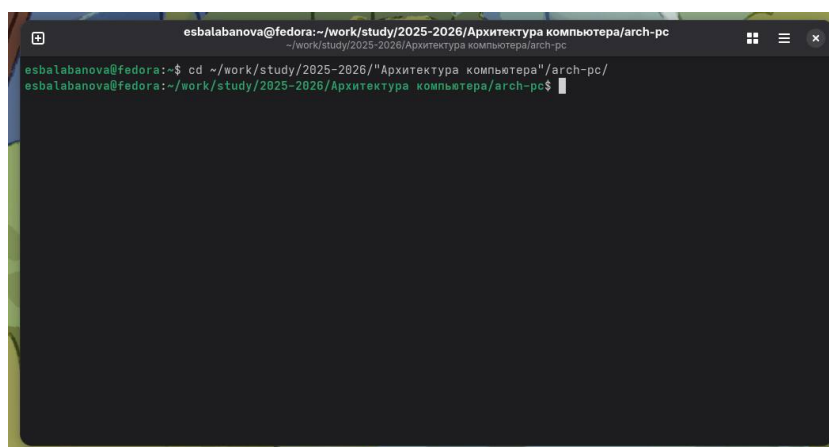 esbalabanova@fedora:~/work/study/2025-2026/Архитектура компьютера/arch-pc
~/work/study/2025-2026/Архитектура компьютера/arch-pc
esbalabanova@fedora:~$ cd ~/work/study/2025-2026/"Архитектура компьютера"/arch-pc/
esbalabanova@fedora:~/work/study/2025-2026/Архитектура компьютера/arch-pc$